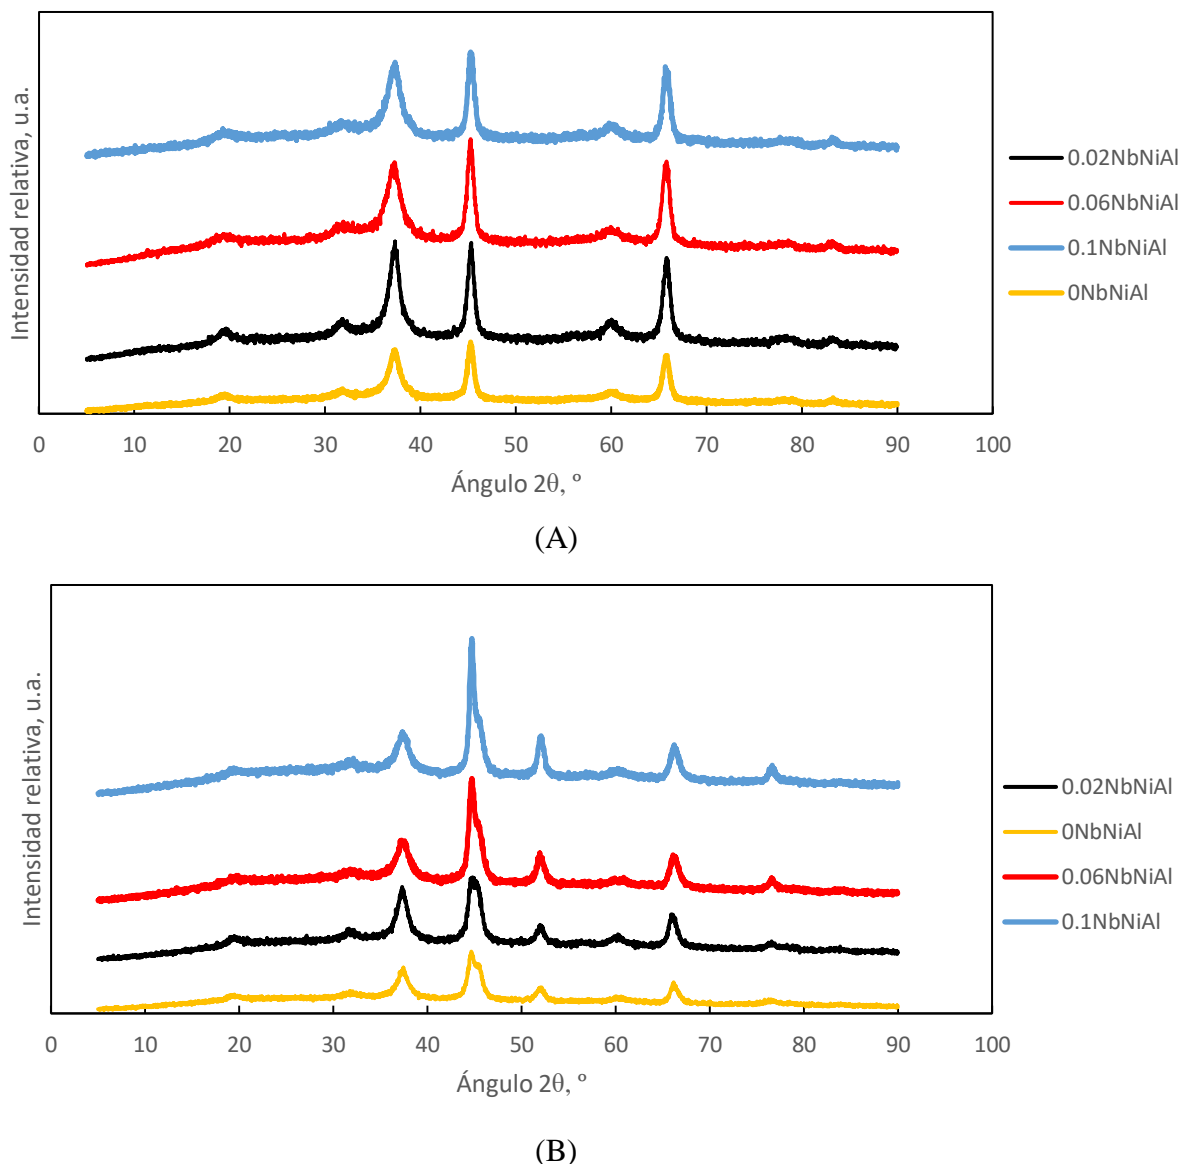 Intensidad relativa, u.a.
0.02NbNiAl
0.06NbNiAl
0.1NbNiAl
0NbNiAl
0 10 20 30 40 50 60 70 80 90 100
Ángulo 2θ, º
(A)
Intensidad relativa, u.a.
0.02NbNiAl
0NbNiAl
0.06NbNiAl
0.1NbNiAl
0 10 20 30 40 50 60 70 80 90 100
Ángulo 2θ, º
(B)